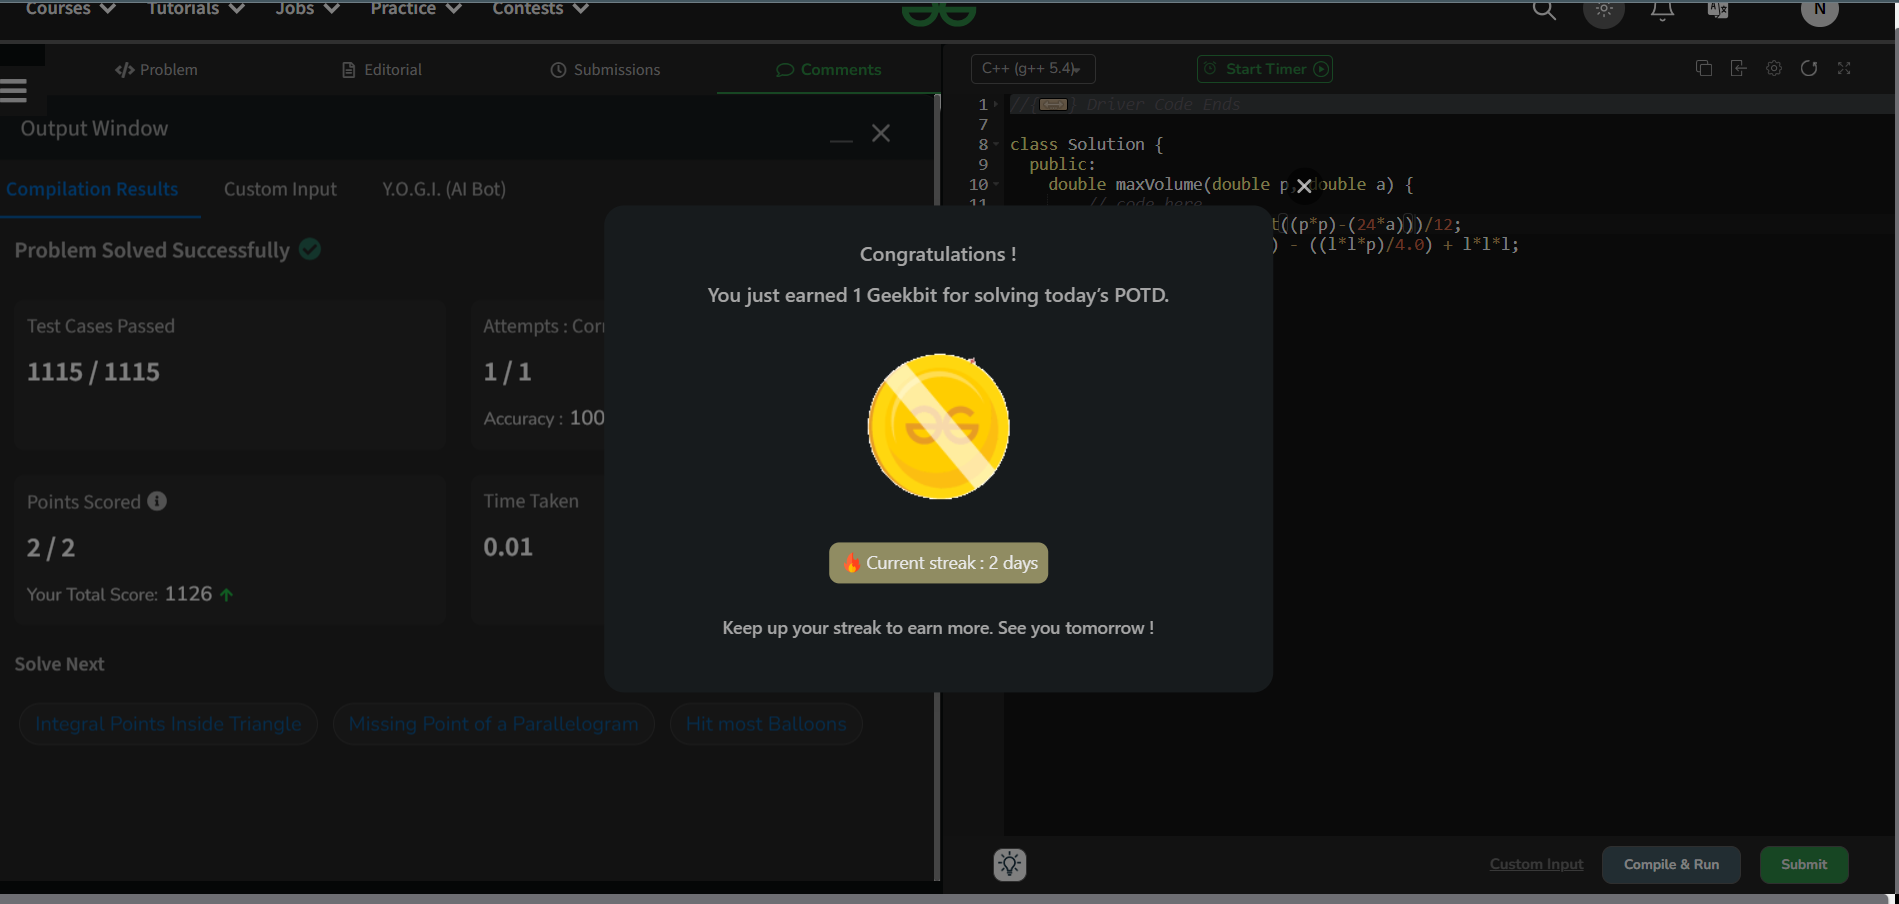 Courses Tutorials Jobs Practice Contests
N
Problem Editorial Submissions Comments
C++ (g++ 5.4) Start Timer
Output Window
Compilation Results Custom Input Y.O.G.I. (AI Bot)
Problem Solved Successfully
Test Cases Passed
1115 / 1115
Attempts : Corr
1 / 1
Accuracy : 100
Points Scored
2 / 2
Your Total Score: 1126
Time Taken
0.01
Solve Next
Integral Points Inside Triangle Missing Point of a Parallelogram Hit most Balloons
Congratulations !
You just earned 1 Geekbit for solving today's POTD.
Current streak : 2 days
Keep up your streak to earn more. See you tomorrow !
1 //{ } Driver Code Ends
7
8 class Solution {
9 public:
10 double maxVolume(double p, double a) {
11 // code here
t((p*p)-(24*a)))/12;
) - ((l*l*p)/4.0) + l*l*l;
Custom Input Compile & Run Submit